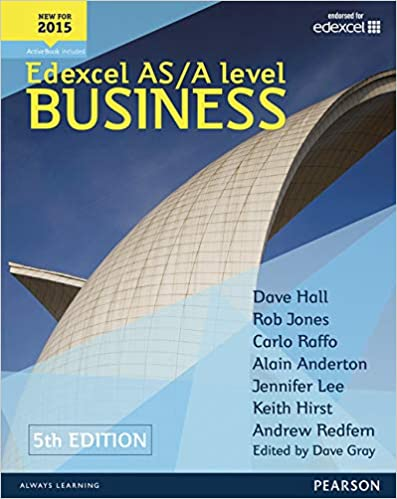 NEW FOR
2015
ActiveBook included
endorsed for
edexcel
Edexcel AS/A level
BUSINESS
Dave Hall
Rob Jones
Carlo Raffo
Alain Anderton
Jennifer Lee
Keith Hirst
Andrew Redfern
Edited by Dave Gray
5th EDITION
ALWAYS LEARNING
PEARSON